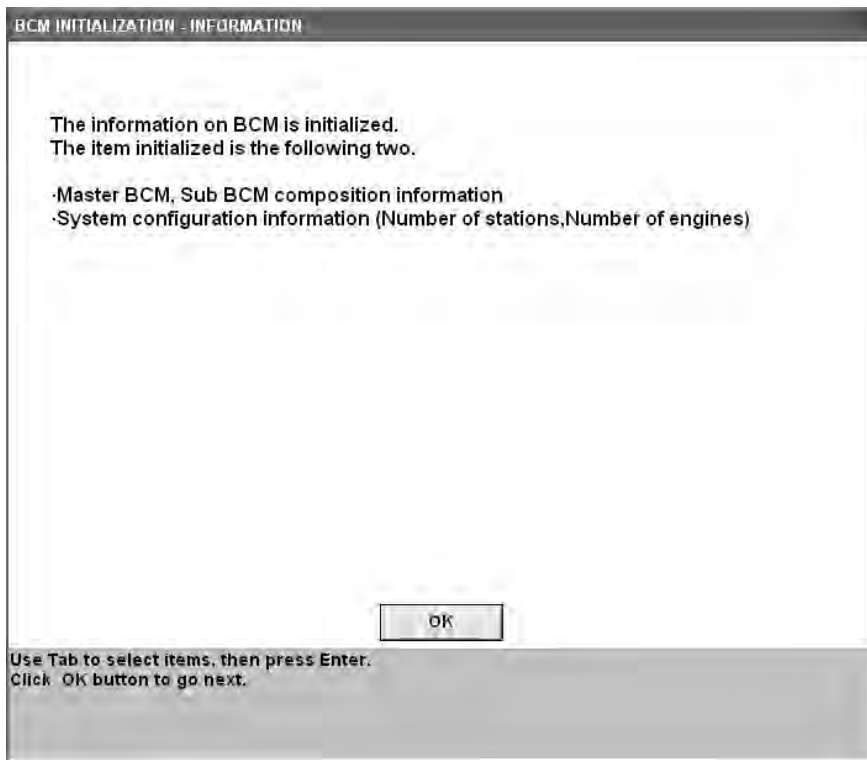 BCM INITIALIZATION - INFORMATION
The information on BCM is initialized.
The item initialized is the following two.
·Master BCM, Sub BCM composition information
·System configuration information (Number of stations,Number of engines)
OK
Use Tab to select items, then press Enter.
Click OK button to go next.